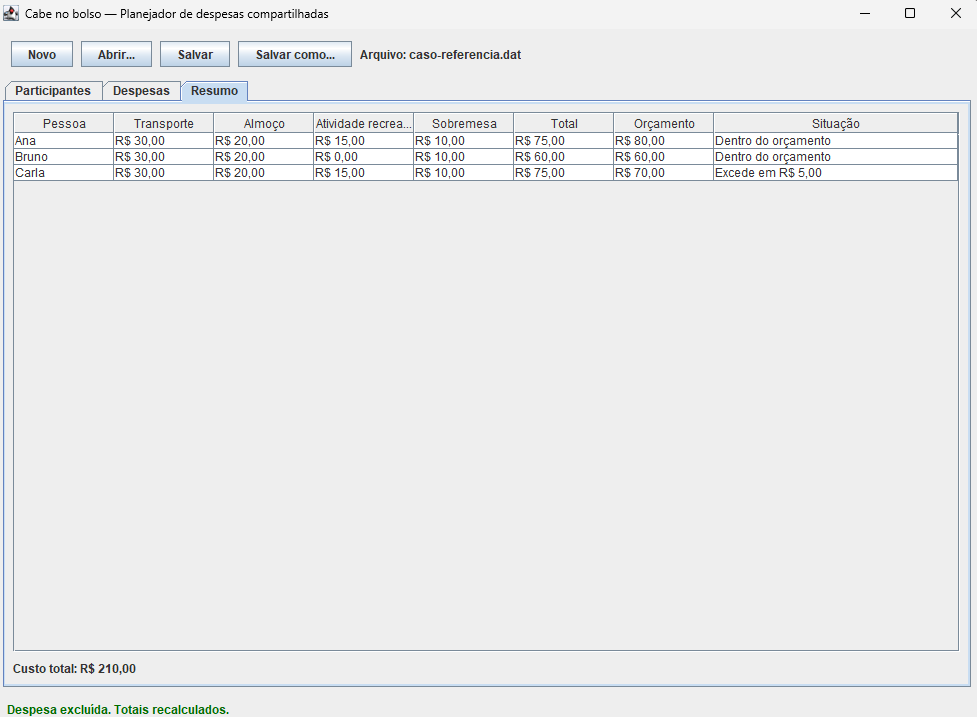 Cabe no bolso — Planejador de despesas compartilhadas
Novo Abrir... Salvar Salvar como... Arquivo: caso-referencia.dat
Participantes Despesas Resumo
Pessoa Transporte Almoço Atividade recrea... Sobremesa Total Orçamento Situação
Ana R$ 30,00 R$ 20,00 R$ 15,00 R$ 10,00 R$ 75,00 R$ 80,00 Dentro do orçamento
Bruno R$ 30,00 R$ 20,00 R$ 0,00 R$ 10,00 R$ 60,00 R$ 60,00 Dentro do orçamento
Carla R$ 30,00 R$ 20,00 R$ 15,00 R$ 10,00 R$ 75,00 R$ 70,00 Excede em R$ 5,00
Custo total: R$ 210,00
Despesa excluída. Totais recalculados.